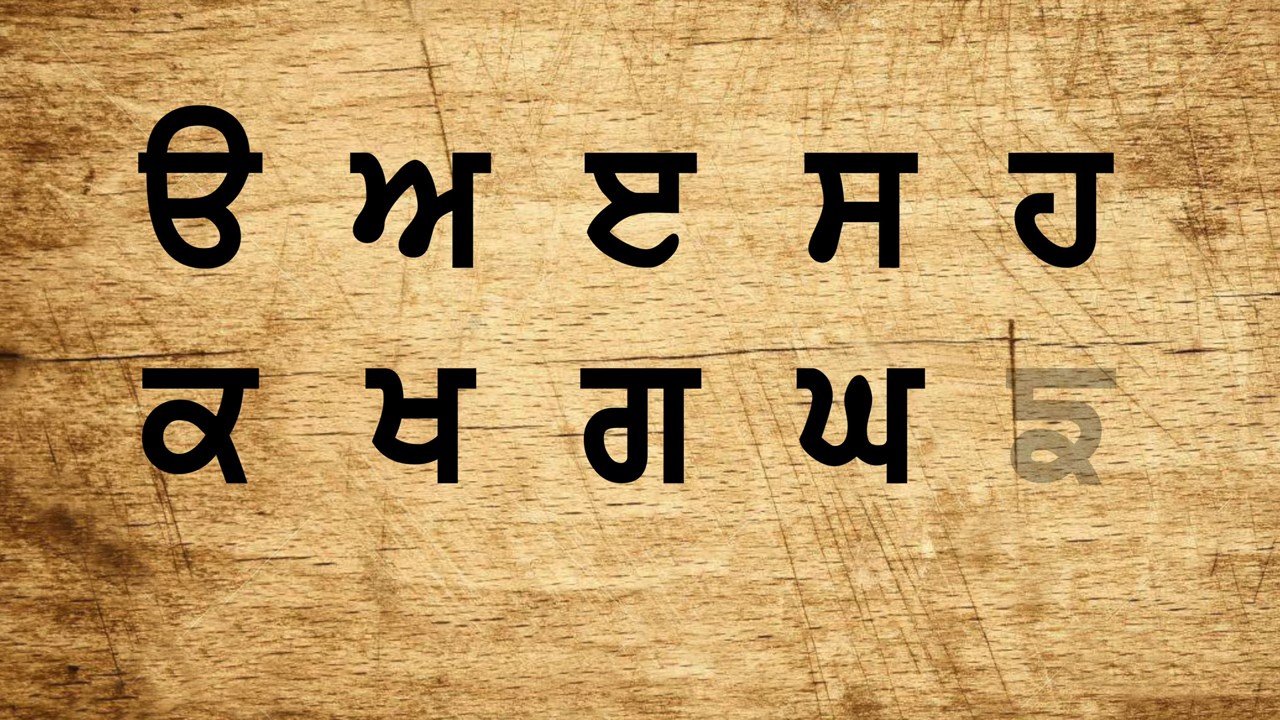 ੳ ਅ ੲ ਸ ਹ
ਕ ਖ ਗ ਘ ਙ